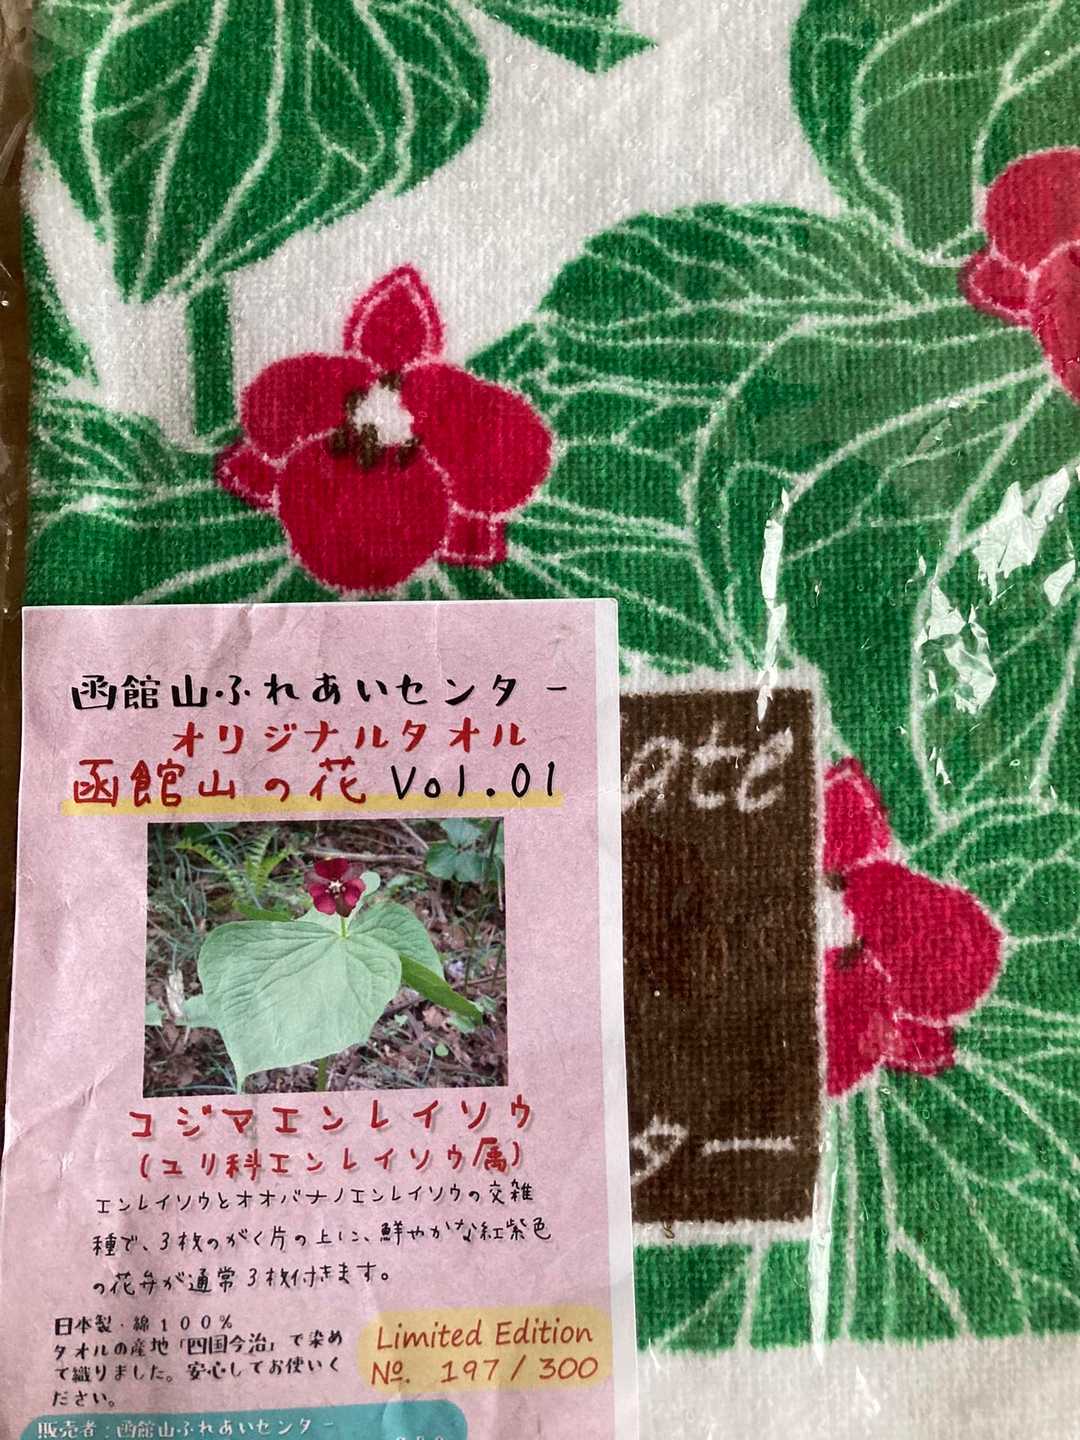 函館山ふれあいセンター
オリジナルタオル
函館山の花 Vol.01
コジマエンレイソウ
(ユリ科エンレイソウ属)
エンレイソウとオオバナノエンレイソウの交雑
種で、3枚のがく片の上に、鮮やかな紅紫色
の花弁が通常3枚付きます。
日本製・綿100%
タオルの産地「四国今治」で染め
て織りました。安心してお使いく
ださい。
Limited Edition
№. 197/300
販売者:函館山ふれあいセンター
ate
ター